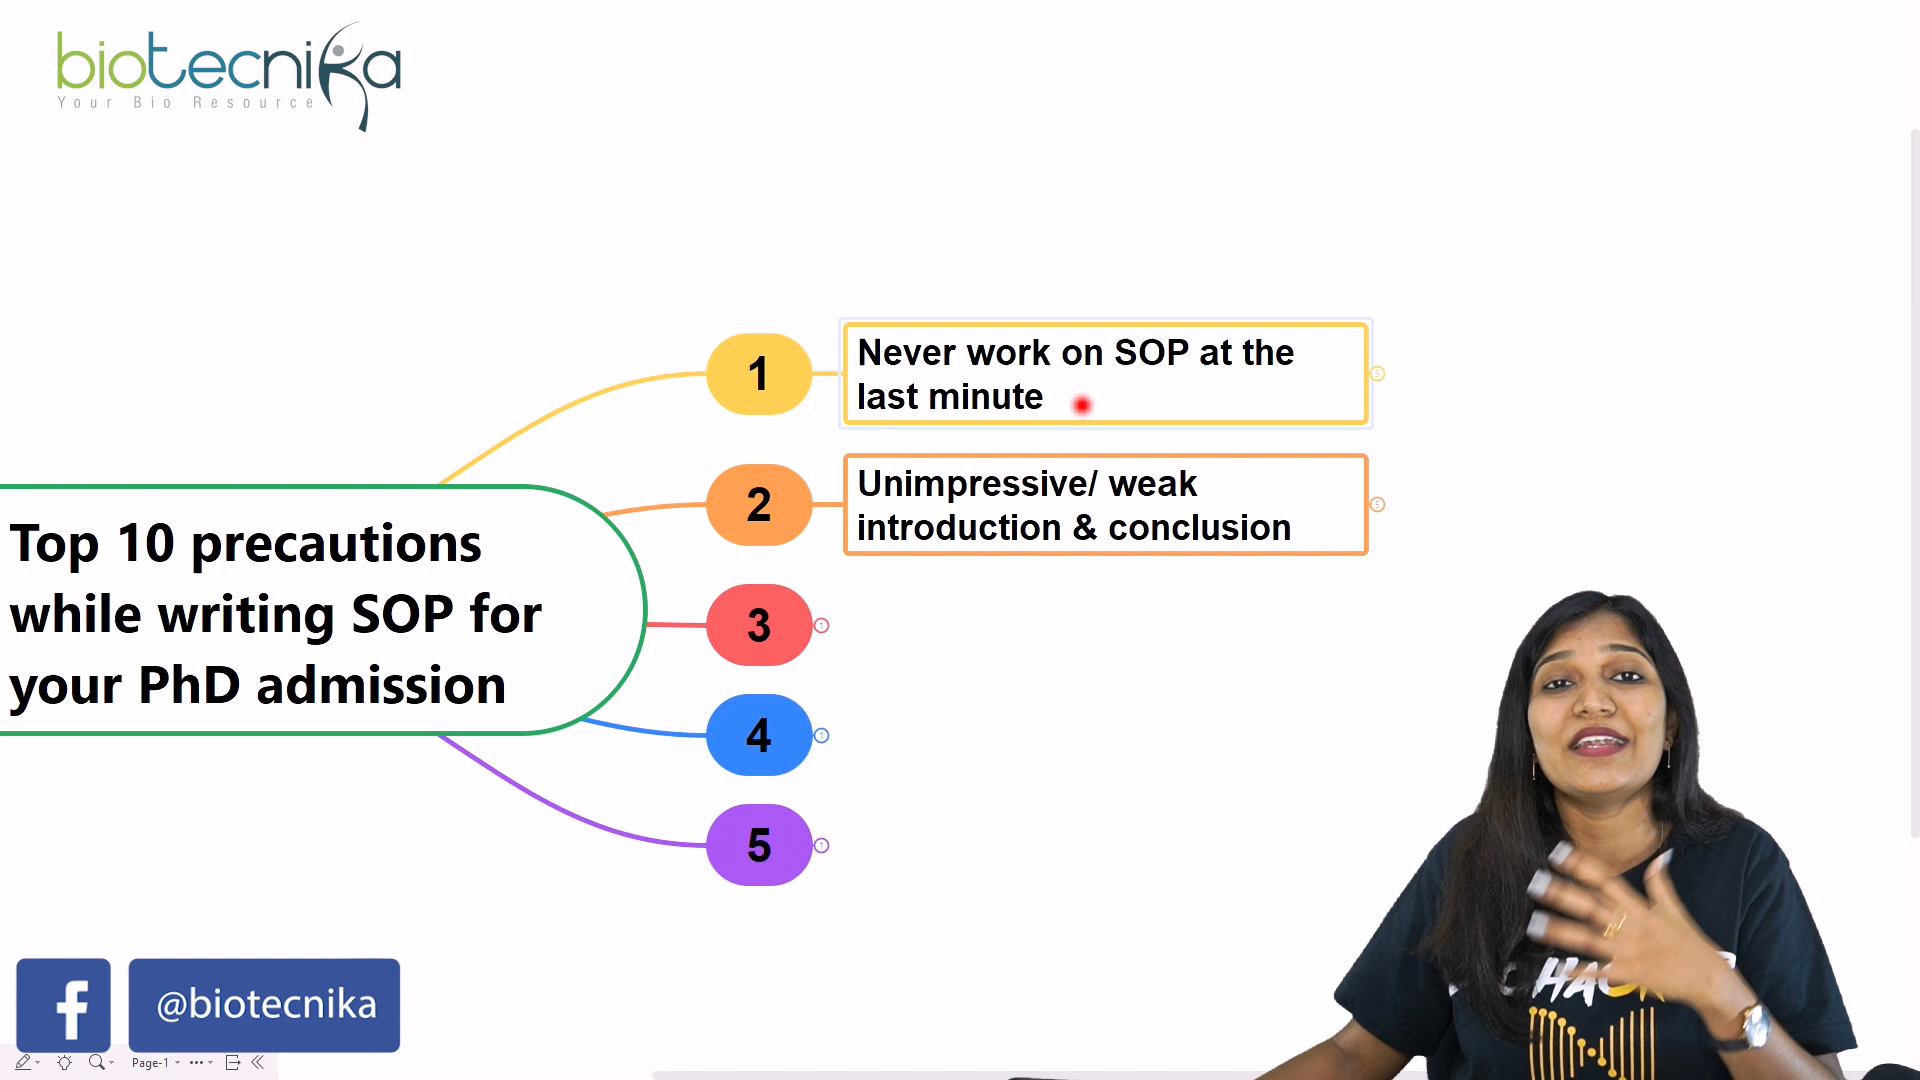 biotecnika
Your Bio Resource
1
Never work on SOP at the
last minute
2
Unimpressive/ weak
introduction & conclusion
Top 10 precautions
while writing SOP for
your PhD admission
3
4
5
f
@biotecnika
Page-1